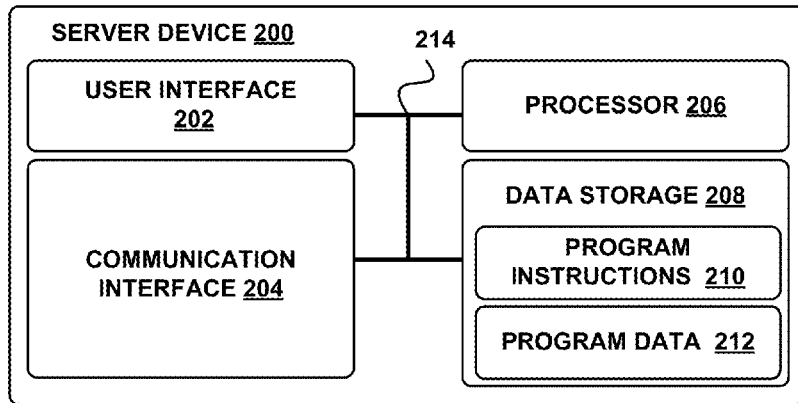 SERVER DEVICE 200
214
USER INTERFACE
202
PROCESSOR 206
COMMUNICATION
INTERFACE 204
DATA STORAGE 208
PROGRAM
INSTRUCTIONS 210
PROGRAM DATA 212